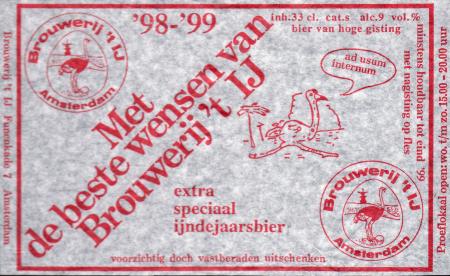 '98-'99
inh.33 cl. cat.s alc.9 vol.%
bier van hoge gisting
Brouwerij 't IJ
Amsterdam
Met
de beste wensen van
Brouwerij 't IJ
ad usum
internum
extra
speciaal
ijndejaarsbier
voorzichtig doch vastberaden uitschenken
Brouwerij 't IJ
Amsterdam
Brouwerij 't IJ Funenkade 7 Amsterdam
minstens houdbaar tot eind '99
met nagisting op fles
Proeflokaal open: wo. t/m zo. 15.00 - 20.00 uur